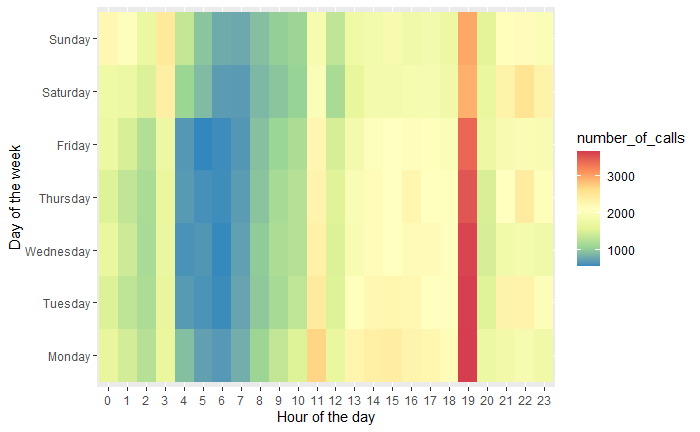 Day of the week
Sunday
Saturday
Friday
Thursday
Wednesday
Tuesday
Monday
0 1 2 3 4 5 6 7 8 9 10 11 12 13 14 15 16 17 18 19 20 21 22 23
Hour of the day
number_of_calls
3000
2000
1000